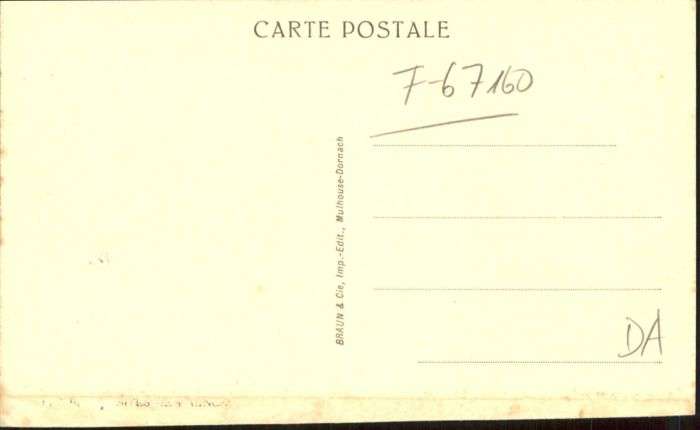 CARTE POSTALE
F-67160
BRAUN & Cie, Imp.-Edit., Mulhouse-Dornach
DA